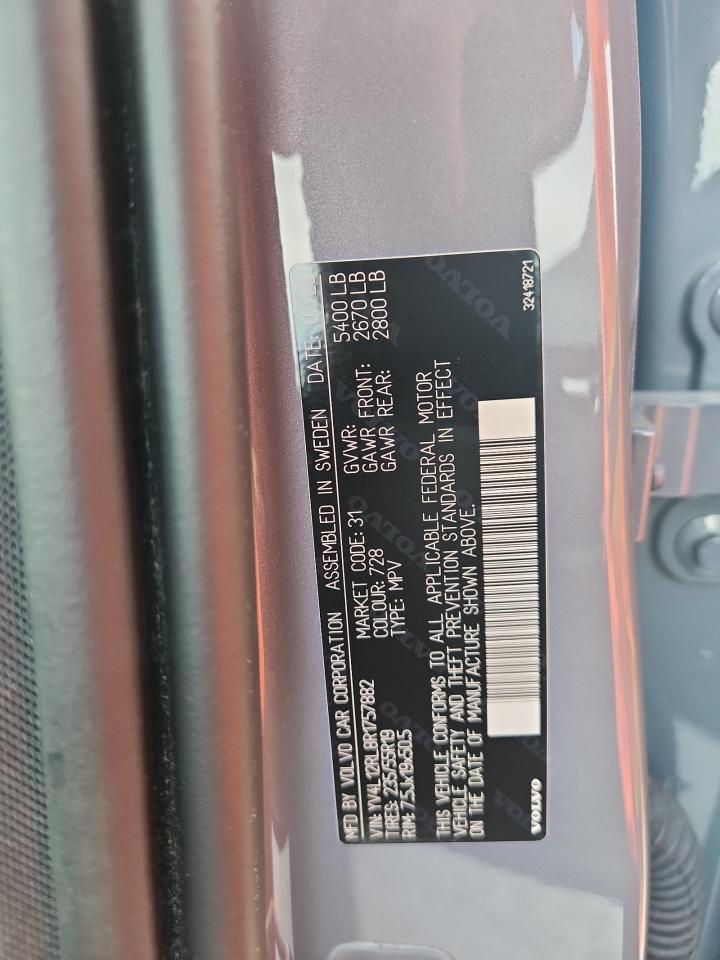 MFD BY VOLVO CAR CORPORATION ASSEMBLED IN SWEDEN DATE:
VIN: YV4L12RL8R1757882 MARKET CODE: 31 GVWR: 5400 LB
TIRES: 235/55R19 COLOUR: 728 GAWR FRONT: 2670 LB
RIM: 7.5Jx19x50.5 TYPE: MPV GAWR REAR: 2800 LB
THIS VEHICLE CONFORMS TO ALL APPLICABLE FEDERAL MOTOR
VEHICLE SAFETY AND THEFT PREVENTION STANDARDS IN EFFECT
ON THE DATE OF MANUFACTURE SHOWN ABOVE.
VOLVO 32418721